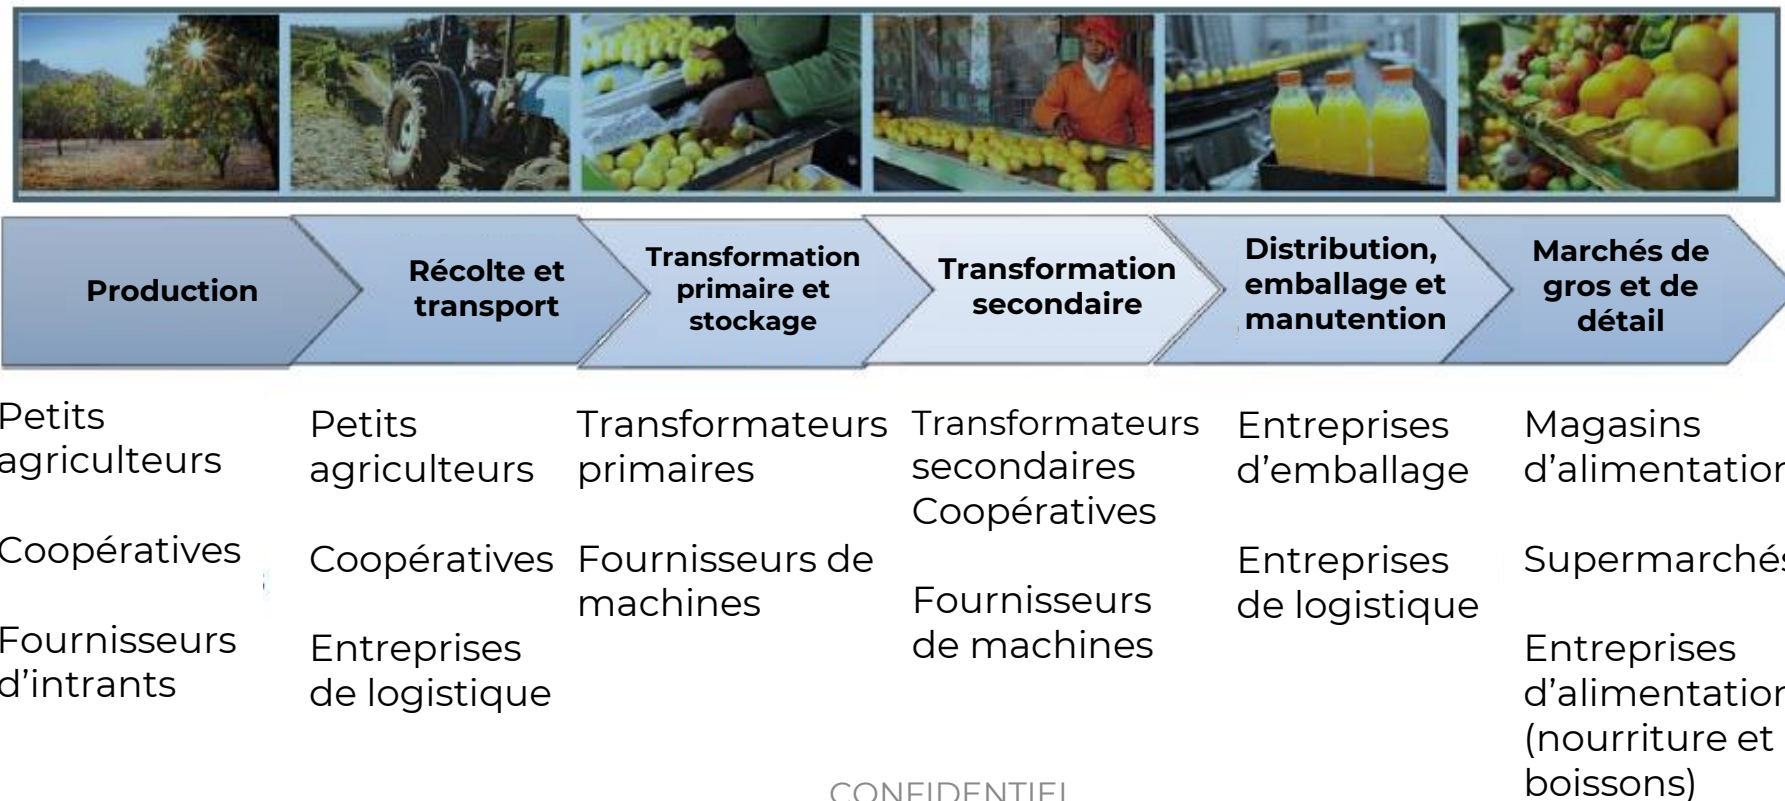 Production
Récolte et
transport
Transformation
primaire et
stockage
Transformation
secondaire
Distribution,
emballage et
manutention
Marchés de
gros et de
détail
Petits
agriculteurs
Coopératives
Fournisseurs
d’intrants
Petits
agriculteurs
Coopératives
Entreprises
de logistique
Transformateurs
primaires
Fournisseurs de
machines
Transformateurs
secondaires
Coopératives
Fournisseurs
de machines
Entreprises
d’emballage
Entreprises
de logistique
Magasins
d’alimentation
Supermarchés
Entreprises
d’alimentation
(nourriture et
boissons)
CONFIDENTIEL